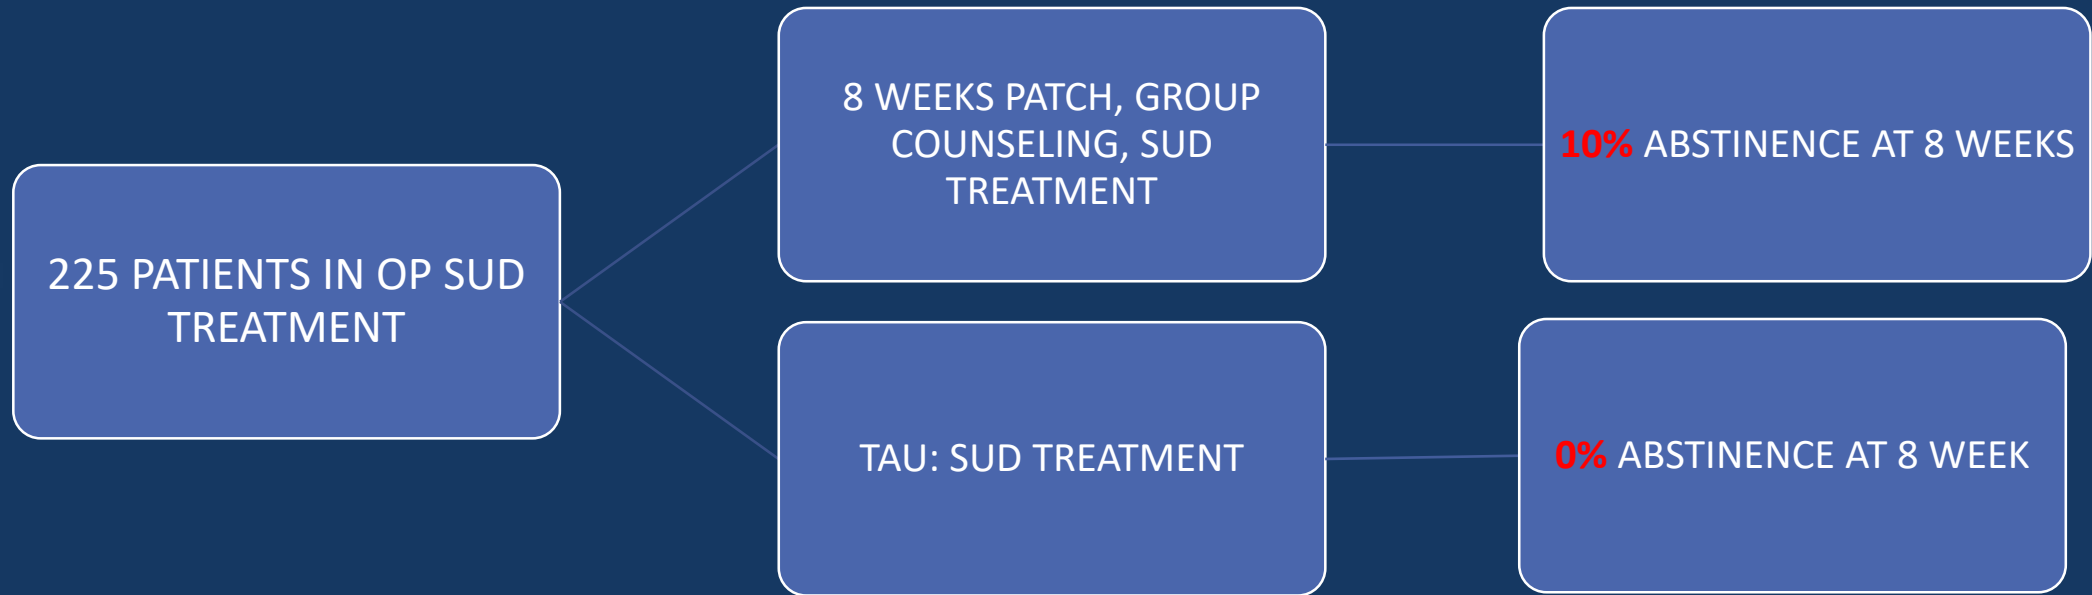 225 PATIENTS IN OP SUD
TREATMENT
8 WEEKS PATCH, GROUP
COUNSELING, SUD
TREATMENT
10% ABSTINENCE AT 8 WEEKS
TAU: SUD TREATMENT
0% ABSTINENCE AT 8 WEEK